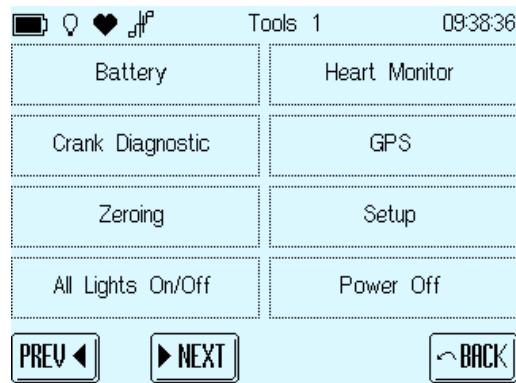 Tools 1 09:38:36
Battery Heart Monitor
Crank Diagnostic GPS
Zeroing Setup
All Lights On/Off Power Off
PREV NEXT BACK